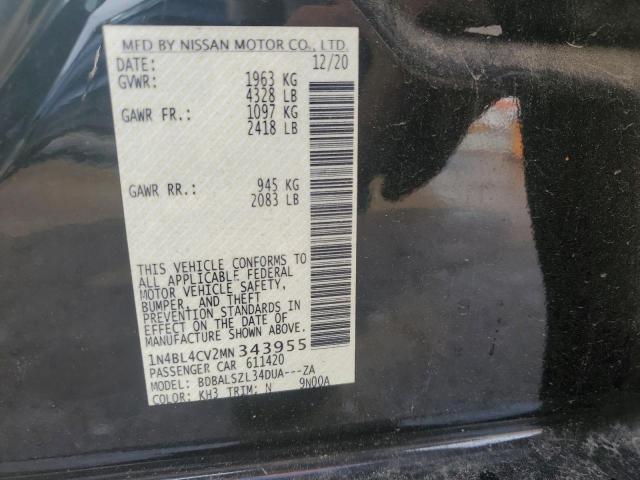 MFD BY NISSAN MOTOR CO., LTD.
DATE: 12/20
GVWR: 1963 KG
4328 LB
GAWR FR.: 1097 KG
2418 LB
GAWR RR.: 945 KG
2083 LB
THIS VEHICLE CONFORMS TO
ALL APPLICABLE FEDERAL
MOTOR VEHICLE SAFETY,
BUMPER, AND THEFT
PREVENTION STANDARDS IN
EFFECT ON THE DATE OF
MANUFACTURE SHOWN ABOVE.
1N4BL4CV2MN343955
PASSENGER CAR 611420
MODEL: BDBALSZL34DUA---ZA
COLOR: KH3 TRIM: N 9N00A